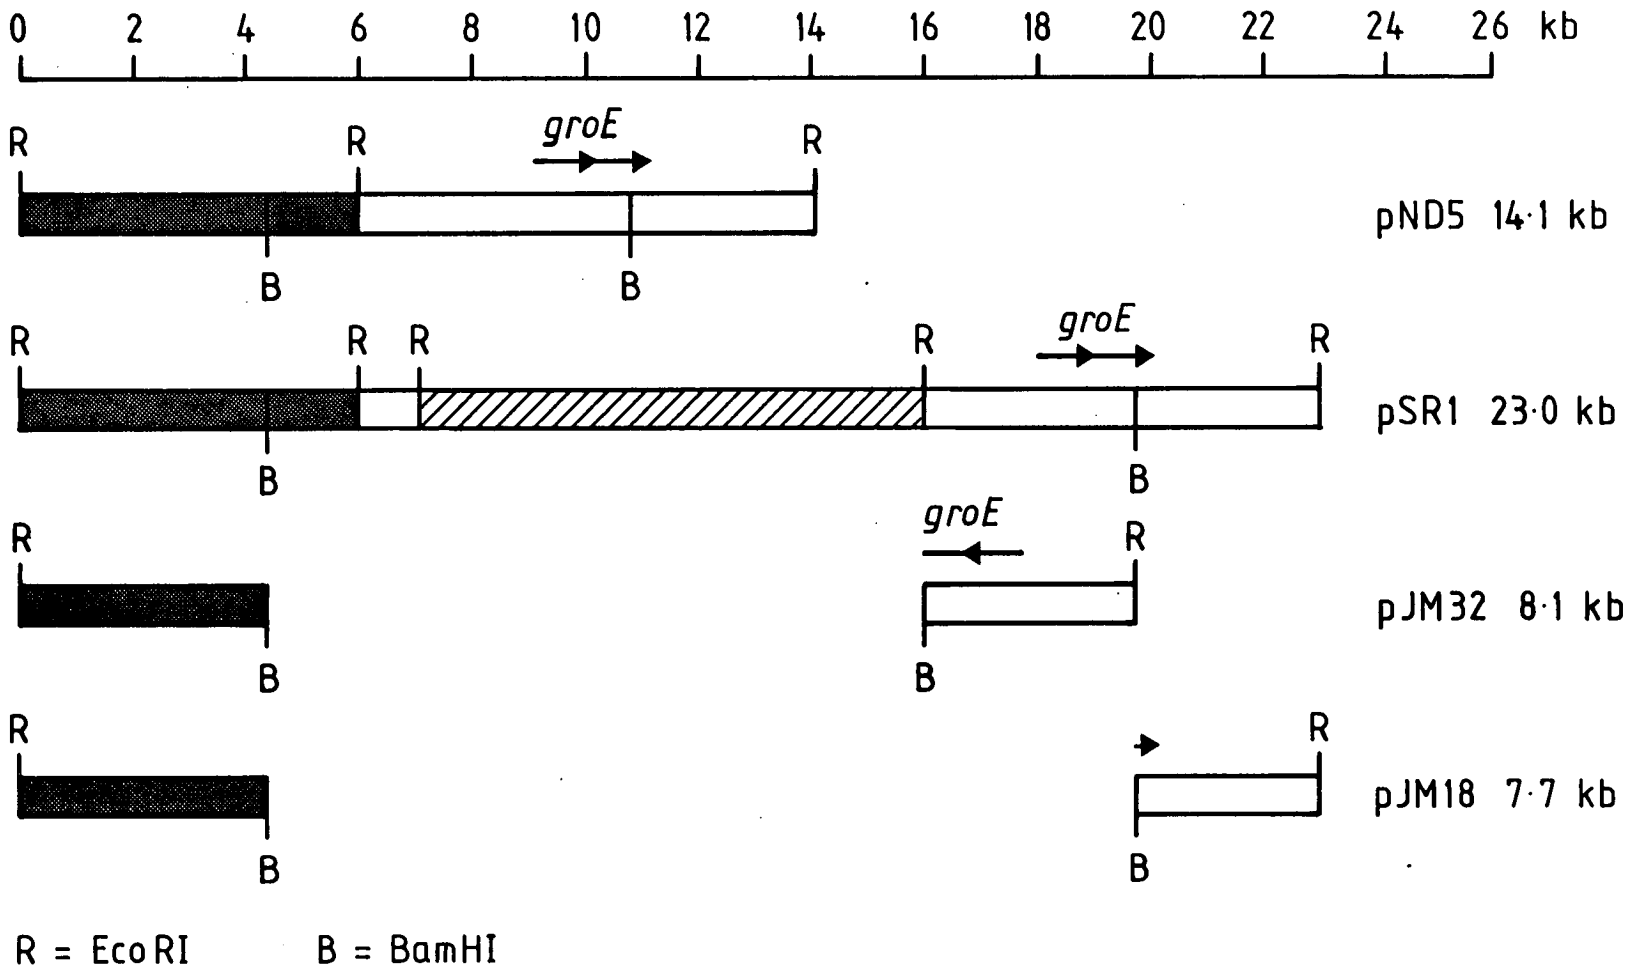 0 2 4 6 8 10 12 14 16 18 20 22 24 26 kb
groE
R R R
pND5 14·1 kb
B B
groE
R R R R R
pSR1 23·0 kb
B B
groE
R R
pJM32 8·1 kb
B B
R R
pJM18 7·7 kb
B B
R = EcoRI B = BamHI